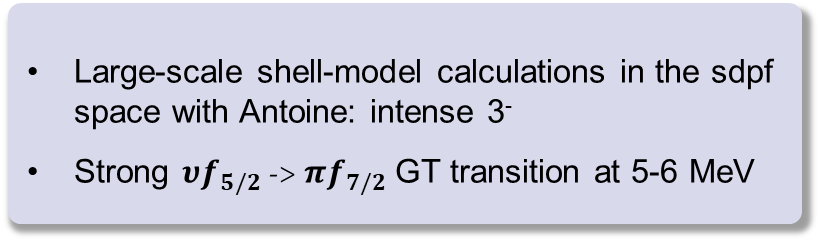 • Large-scale shell-model calculations in the sdpf
space with Antoine: intense 3⁻
• Strong υf₅/₂ -> πf₇/₂ GT transition at 5-6 MeV